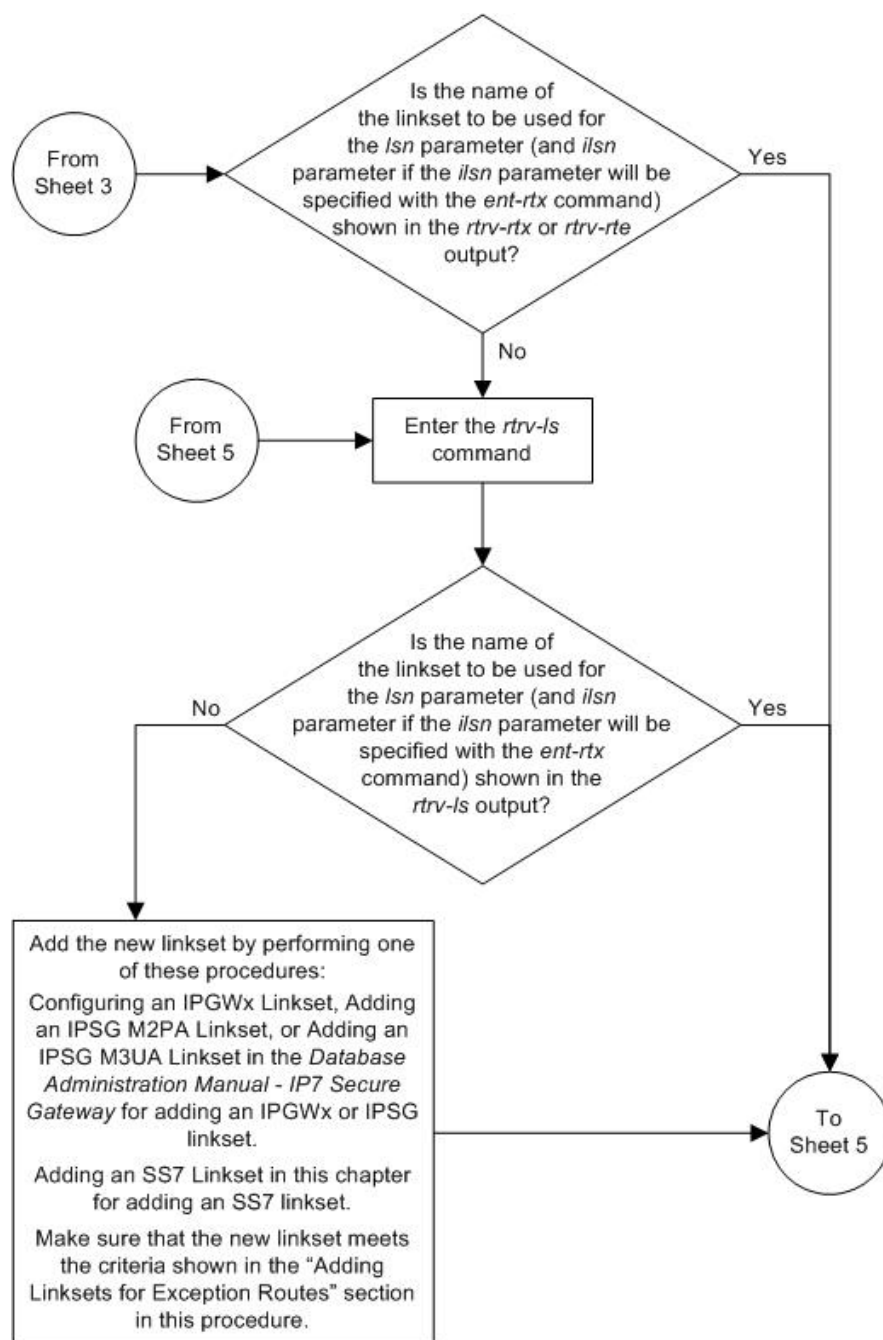 Is the name of
the linkset to be used for
the lsn parameter (and ilsn
parameter if the ilsn parameter will be
specified with the ent-rtx command)
shown in the rtrv-rtx or rtrv-rte
output?
From
Sheet 3
Yes
No
From
Sheet 5
Enter the rtrv-ls
command
Is the name of
the linkset to be used for
the lsn parameter (and ilsn
parameter if the ilsn parameter will be
specified with the ent-rtx
command) shown in the
rtrv-ls output?
No
Yes
Add the new linkset by performing one
of these procedures:
Configuring an IPGWx Linkset, Adding
an IPSG M2PA Linkset, or Adding an
IPSG M3UA Linkset in the Database
Administration Manual - IP7 Secure
Gateway for adding an IPGWx or IPSG
linkset.
Adding an SS7 Linkset in this chapter
for adding an SS7 linkset.
Make sure that the new linkset meets
the criteria shown in the “Adding
Linksets for Exception Routes” section
in this procedure.
To
Sheet 5